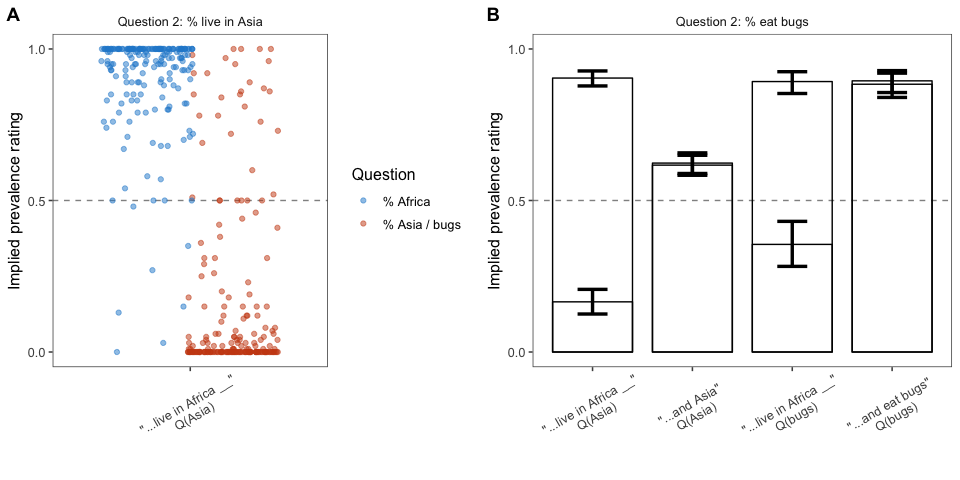 A
Question 2: % live in Asia
Implied prevalence rating
1.0
0.5
0.0
"...live in Africa __"
Q(Asia)
Question
% Africa
% Asia / bugs
B
Question 2: % eat bugs
Implied prevalence rating
1.0
0.5
0.0
"...live in Africa __"
Q(Asia)
"...and Asia"
Q(Asia)
"...live in Africa __"
Q(bugs)
"...and eat bugs"
Q(bugs)